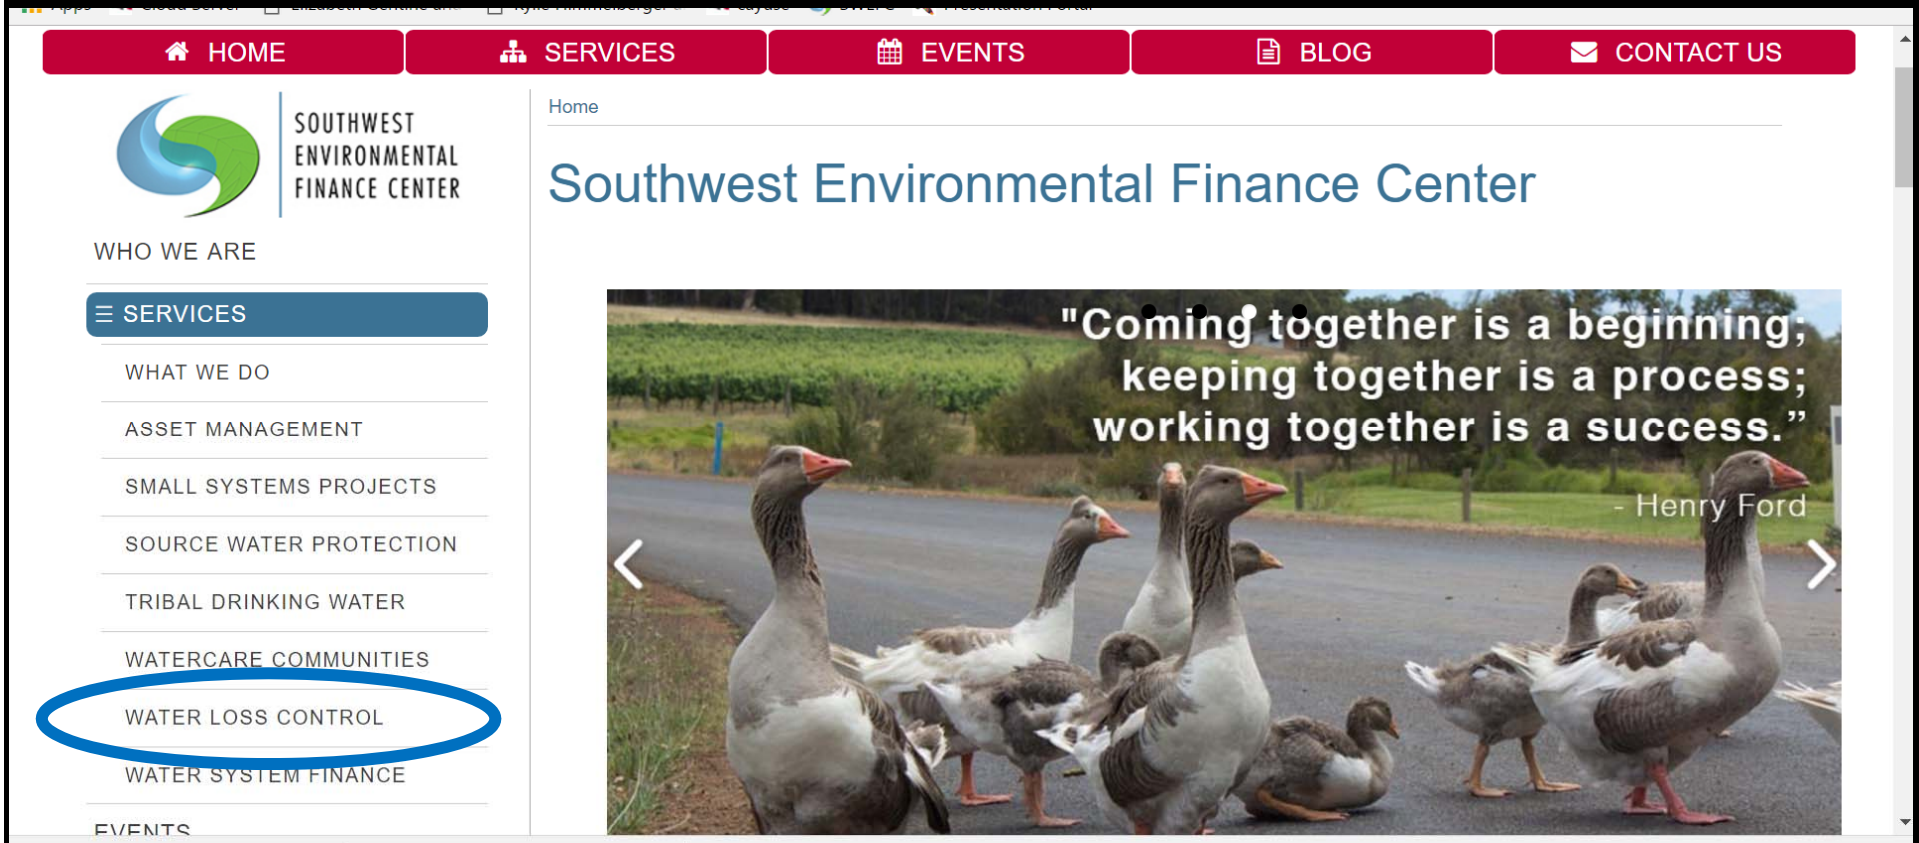 Apps
HOME
SERVICES
EVENTS
BLOG
CONTACT US
SOUTHWEST
ENVIRONMENTAL
FINANCE CENTER
WHO WE ARE
SERVICES
WHAT WE DO
ASSET MANAGEMENT
SMALL SYSTEMS PROJECTS
SOURCE WATER PROTECTION
TRIBAL DRINKING WATER
WATERCARE COMMUNITIES
WATER LOSS CONTROL
WATER SYSTEM FINANCE
EVENTS
Home
Southwest Environmental Finance Center
"Coming together is a beginning;
keeping together is a process;
working together is a success.”
- Henry Ford